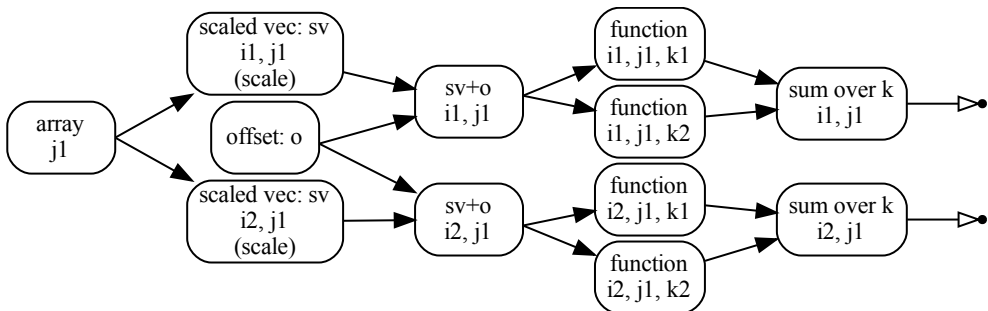 array
j1
scaled vec: sv
i1, j1
(scale)
offset: o
scaled vec: sv
i2, j1
(scale)
sv+o
i1, j1
sv+o
i2, j1
function
i1, j1, k1
function
i1, j1, k2
function
i2, j1, k1
function
i2, j1, k2
sum over k
i1, j1
sum over k
i2, j1